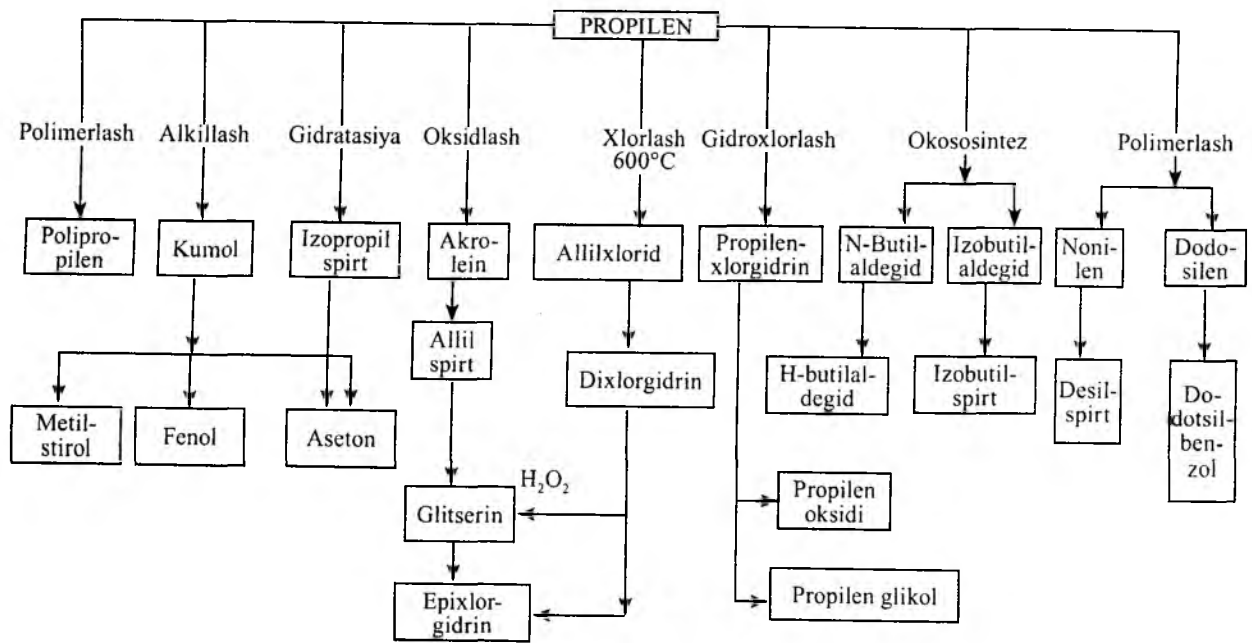 PROPILEN
Polimerlash
Alkillash
Gidratasiya
Oksidlash
Xlorlash
600°C
Gidroxlorlash
Okososintez
Polimerlash
Polipro-
pilen
Kumol
Izopropil
spirt
Akro-
lein
Allilxlorid
Propilen-
xlorgidrin
N-Butil-
aldegid
Izobutil-
aldegid
Noni-
len
Dodo-
silen
Allil
spirt
Dixlorgidrin
H-butilal-
degid
Izobutil-
spirt
Desil-
spirt
Do-
dotsil-
ben-
zol
Metil-
stirol
Fenol
Aseton
H₂O₂
Glitserin
Propilen
oksidi
Epixlor-
gidrin
Propilen glikol